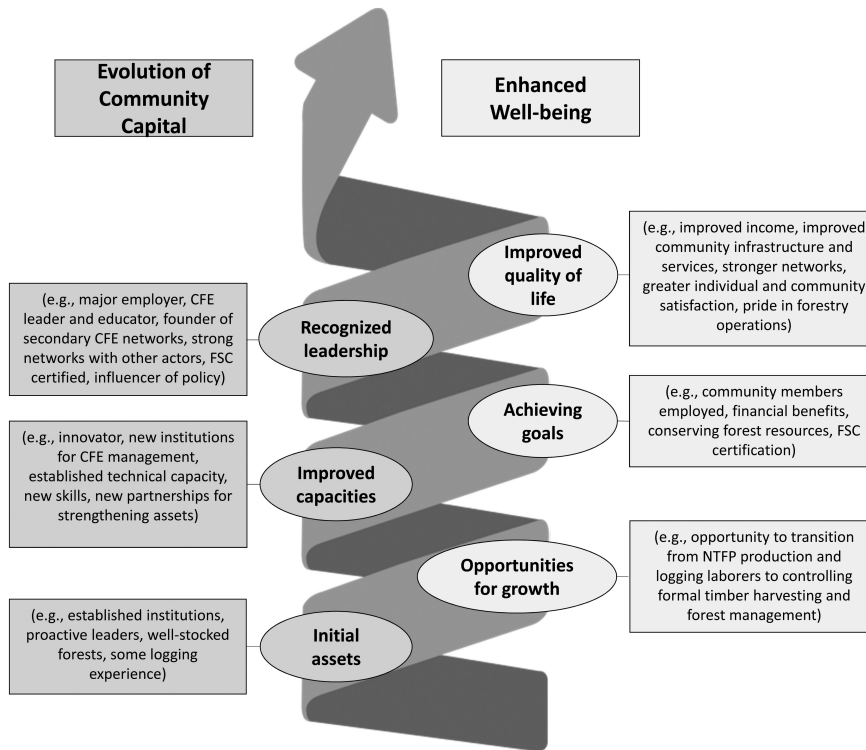 Evolution of
Community
Capital
Enhanced
Well-being
Improved
quality of
life
(e.g., improved income, improved
community infrastructure and
services, stronger networks,
greater individual and community
satisfaction, pride in forestry
operations)
(e.g., major employer, CFE
leader and educator, founder of
secondary CFE networks, strong
networks with other actors, FSC
certified, influencer of policy)
Recognized
leadership
Achieving
goals
(e.g., community members
employed, financial benefits,
conserving forest resources, FSC
certification)
(e.g., innovator, new institutions
for CFE management,
established technical capacity,
new skills, new partnerships for
strengthening assets)
Improved
capacities
Opportunities
for growth
(e.g., opportunity to transition
from NTFP production and
logging laborers to controlling
formal timber harvesting and
forest management)
(e.g., established institutions,
proactive leaders, well-stocked
forests, some logging
experience)
Initial
assets